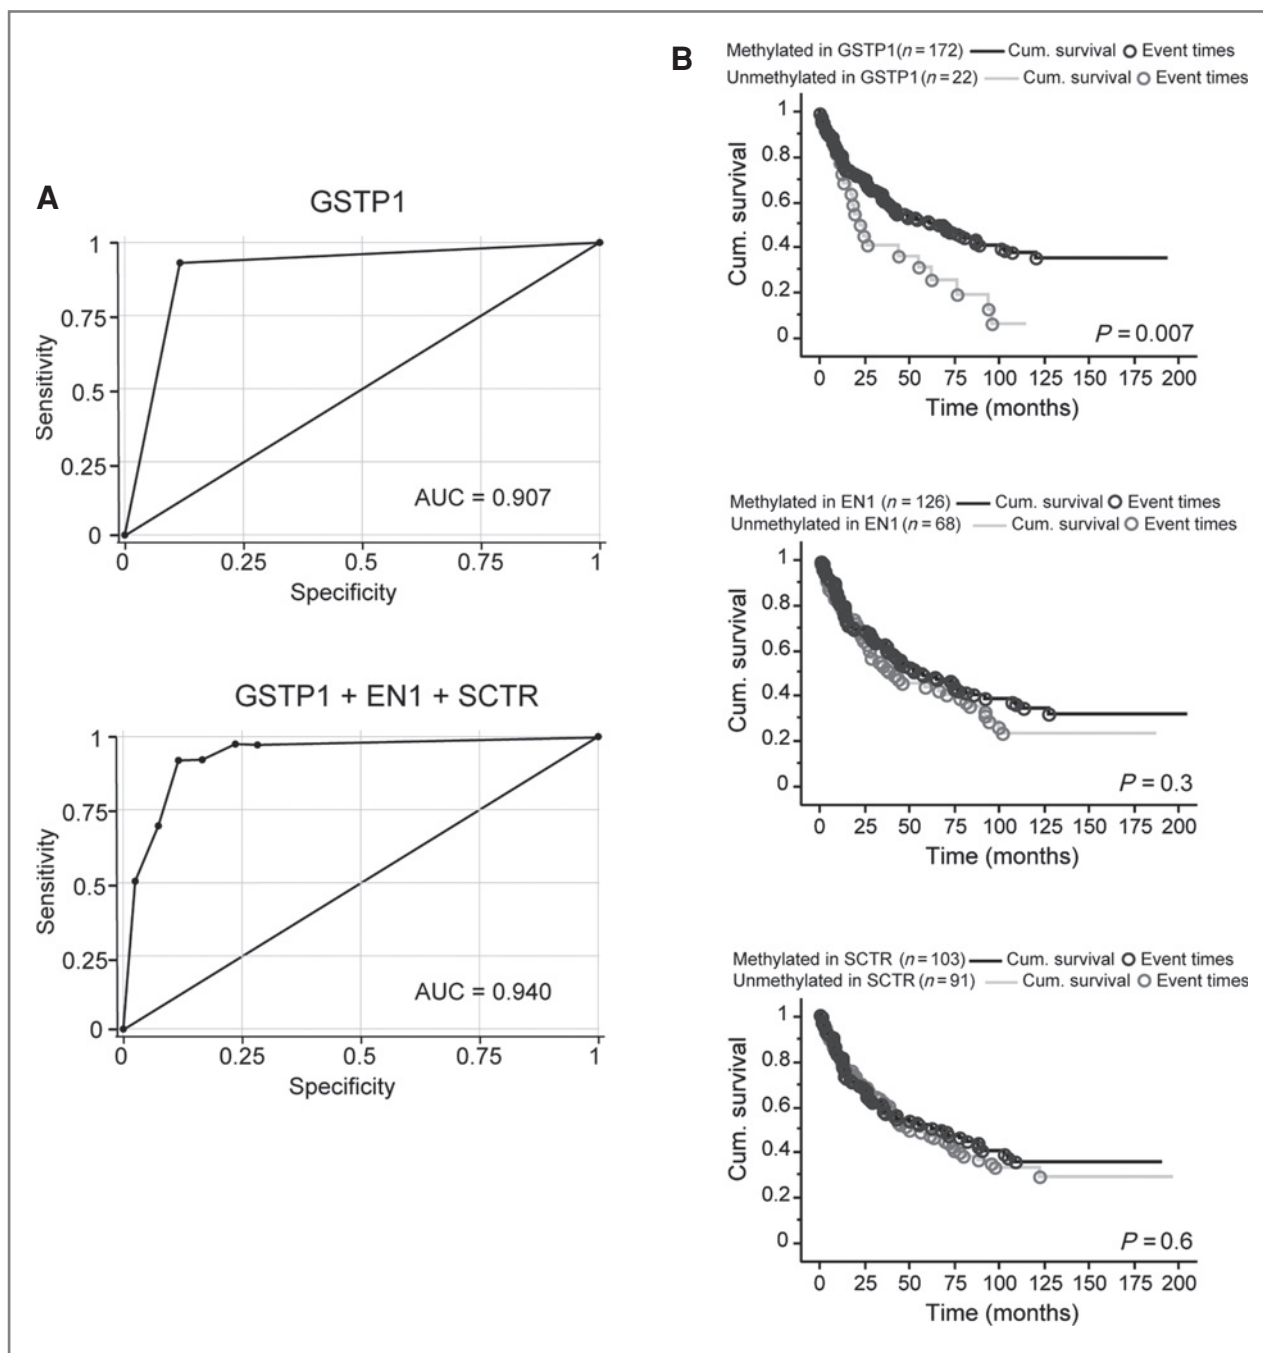 A
GSTP1
1
0.75
0.5
0.25
0
Sensitivity
0 0.25 0.5 0.75 1
Specificity
AUC = 0.907
GSTP1 + EN1 + SCTR
1
0.75
0.5
0.25
0
Sensitivity
0 0.25 0.5 0.75 1
Specificity
AUC = 0.940
B
Methylated in GSTP1 (n = 172) Cum. survival Event times
Unmethylated in GSTP1 (n = 22) Cum. survival Event times
1
0.8
0.6
0.4
0.2
0
Cum. survival
P = 0.007
0 25 50 75 100 125 150 175 200
Time (months)
Methylated in EN1 (n = 126) Cum. survival Event times
Unmethylated in EN1 (n = 68) Cum. survival Event times
1
0.8
0.6
0.4
0.2
0
Cum. survival
P = 0.3
0 25 50 75 100 125 150 175 200
Time (months)
Methylated in SCTR (n = 103) Cum. survival Event times
Unmethylated in SCTR (n = 91) Cum. survival Event times
1
0.8
0.6
0.4
0.2
0
Cum. survival
P = 0.6
0 25 50 75 100 125 150 175 200
Time (months)